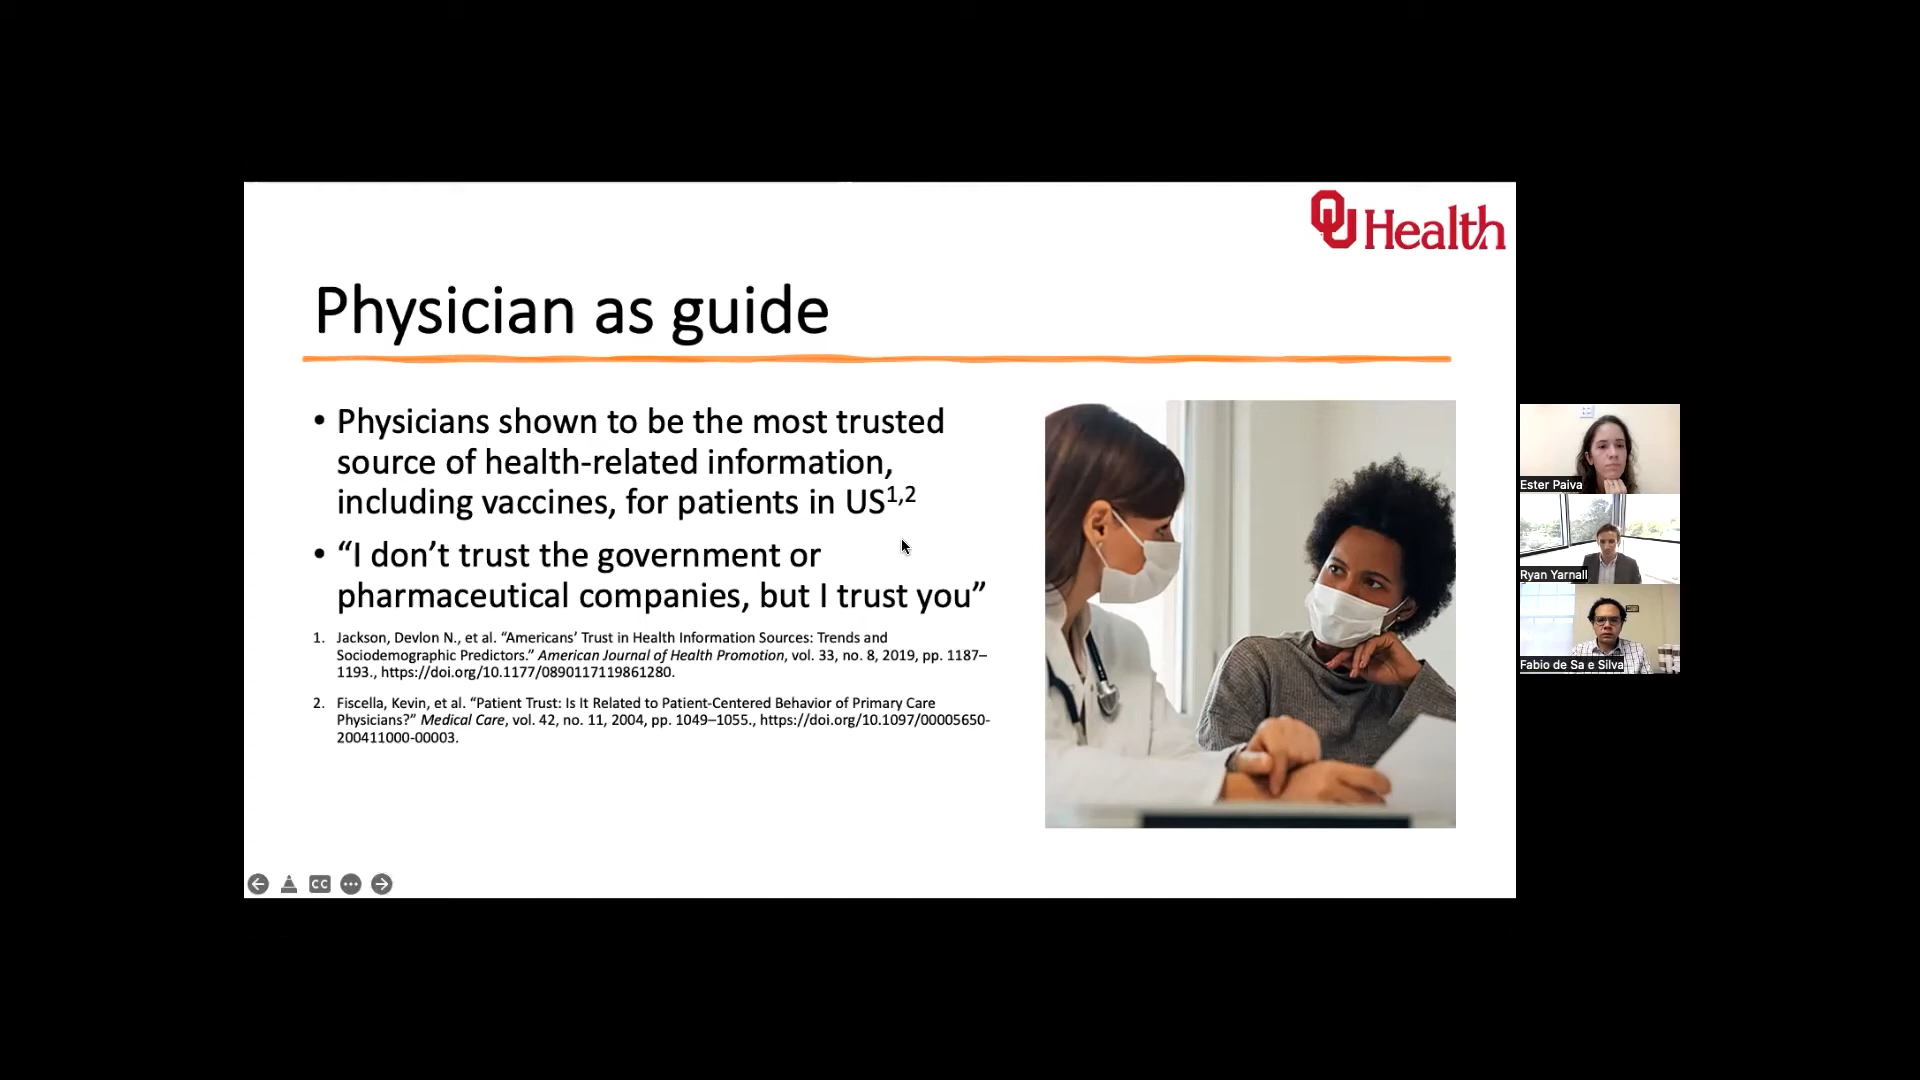 OU Health
Physician as guide
• Physicians shown to be the most trusted
source of health-related information,
including vaccines, for patients in US1,2
• “I don’t trust the government or
pharmaceutical companies, but I trust you”
1. Jackson, Devlon N., et al. “Americans’ Trust in Health Information Sources: Trends and
Sociodemographic Predictors.” American Journal of Health Promotion, vol. 33, no. 8, 2019, pp. 1187–
1193., https://doi.org/10.1177/0890117119861280.
2. Fiscella, Kevin, et al. “Patient Trust: Is It Related to Patient-Centered Behavior of Primary Care
Physicians?” Medical Care, vol. 42, no. 11, 2004, pp. 1049–1055., https://doi.org/10.1097/00005650-
200411000-00003.
CC
Ester Paiva
Ryan Yarnall
Fabio de Sa e Silva